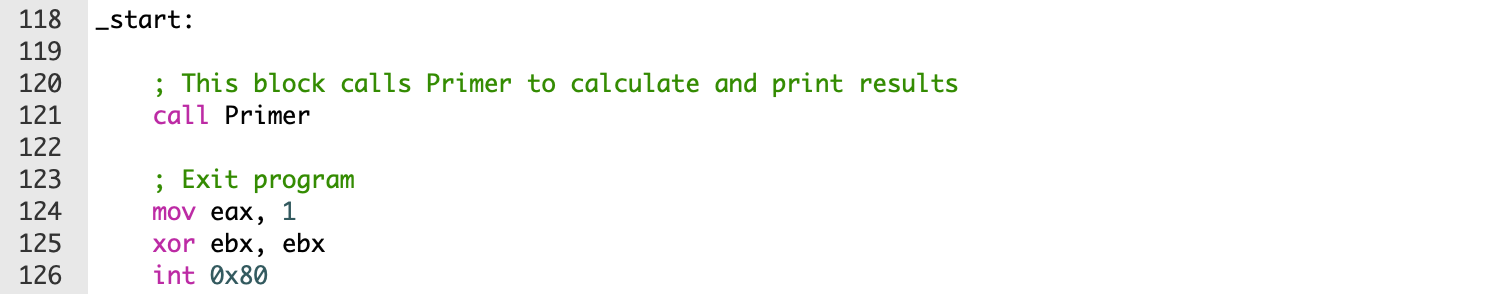 118 _start:
119
120     ; This block calls Primer to calculate and print results
121     call Primer
122
123     ; Exit program
124     mov eax, 1
125     xor ebx, ebx
126     int 0x80